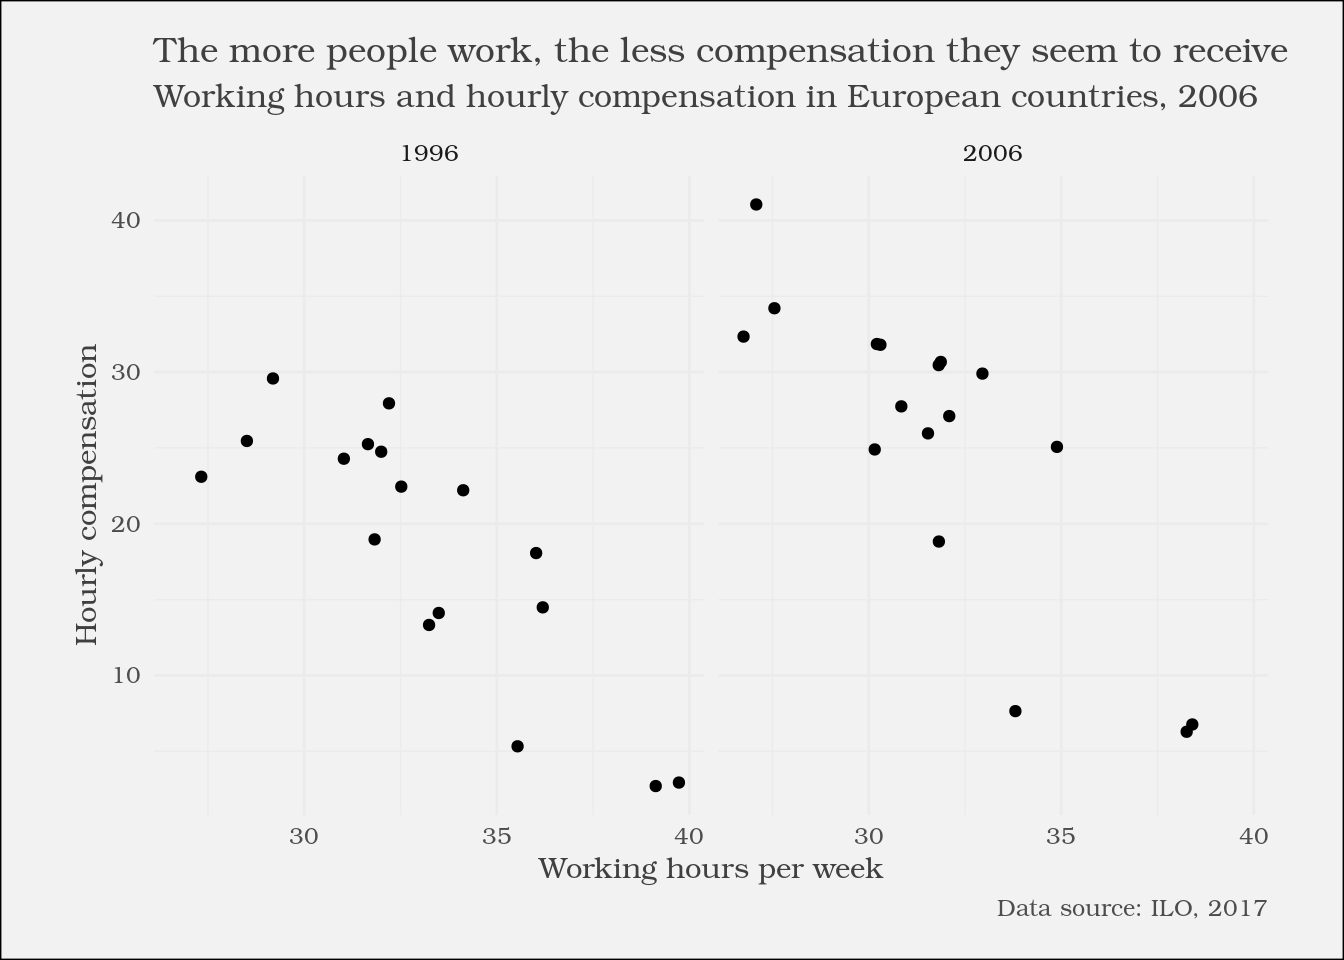 The more people work, the less compensation they seem to receive
Working hours and hourly compensation in European countries, 2006
1996
2006
40
30
20
10
Hourly compensation
30
35
40
30
35
40
Working hours per week
Data source: ILO, 2017